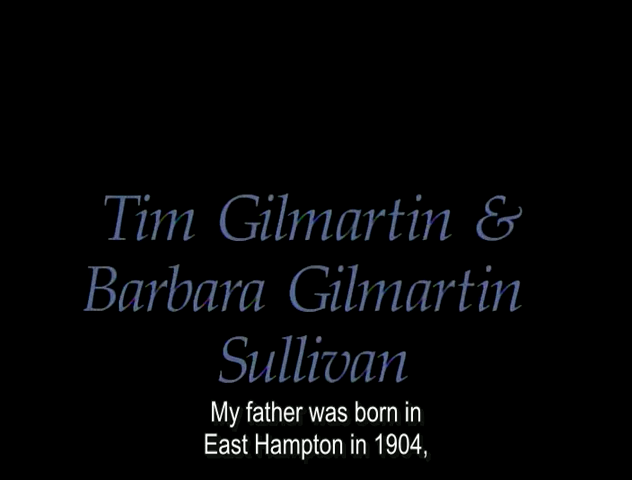 Tim Gilmartin &
Barbara Gilmartin
Sullivan
My father was born in
East Hampton in 1904,